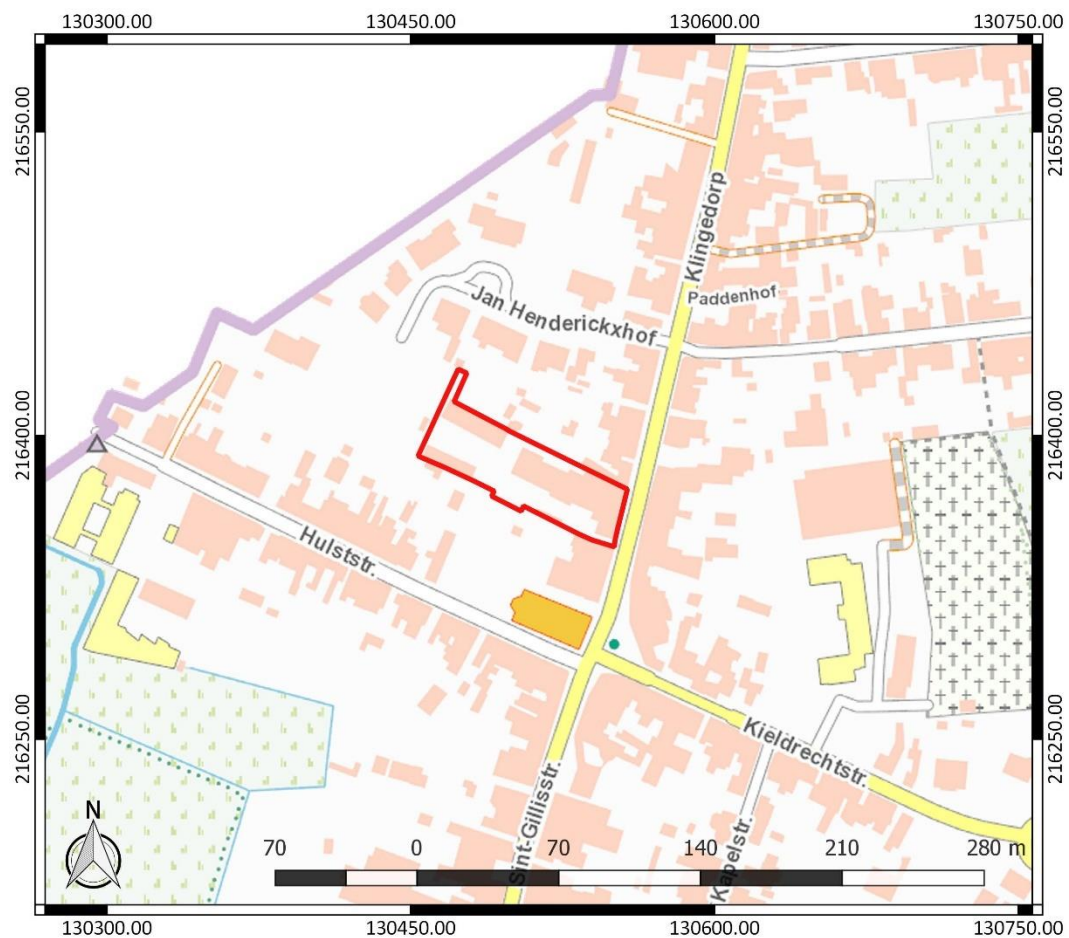 130300.00 130450.00 130600.00 130750.00
216550.00 216550.00
Klingedorp
Paddenhof
Jan Henderickxhof
216400.00 216400.00
Hulststr.
216250.00 216250.00
Kieldrechtstr.
Sint-Gillisstr.
Kapelstr.
N
70 0 70 140 210 280 m
130300.00 130450.00 130600.00 130750.00